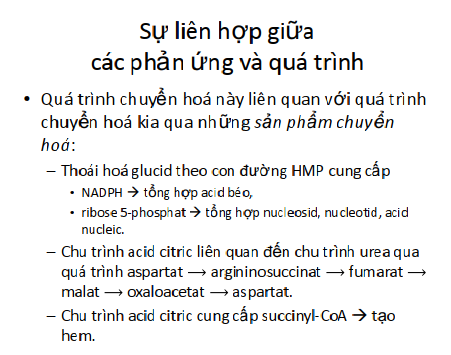 Sự liên hợp giữa
các phản ứng và quá trình
• Quá trình chuyển hoá này liên quan với quá trình
chuyển hoá kia qua những sản phẩm chuyển
hoá:
– Thoái hoá glucid theo con đường HMP cung cấp
• NADPH → tổng hợp acid béo,
• ribose 5-phosphat → tổng hợp nucleosid, nucleotid, acid
nucleic.
– Chu trình acid citric liên quan đến chu trình urea qua
quá trình aspartat ⟶ argininosuccinat ⟶ fumarat ⟶
malat ⟶ oxaloacetat ⟶ aspartat.
– Chu trình acid citric cung cấp succinyl-CoA → tạo
hem.